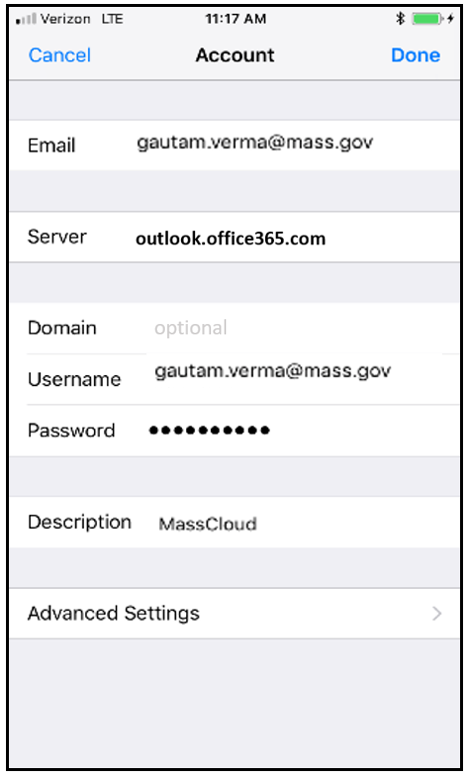 Verizon LTE 11:17 AM
Cancel Account Done
Email gautam.verma@mass.gov
Server outlook.office365.com
Domain optional
Username gautam.verma@mass.gov
Password ●●●●●●●●●●
Description MassCloud
Advanced Settings